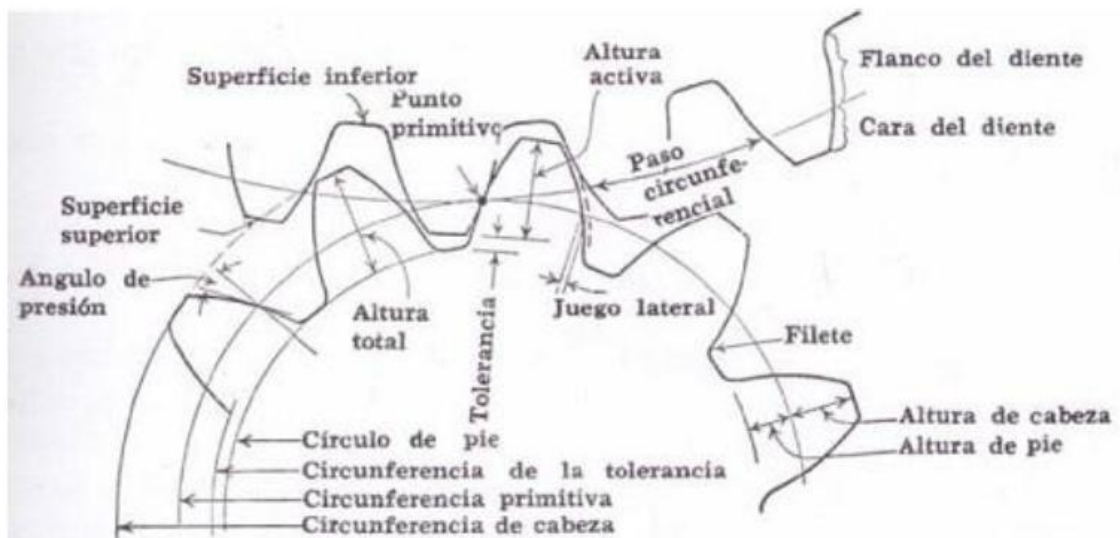 Superficie inferior
Punto
primitivo
Altura
activa
Flanco del diente
Cara del diente
Paso
circunfe-
rencial
Superficie
superior
Angulo de
presión
Altura
total
Tolerancia
Juego lateral
Filete
Altura de cabeza
Altura de pie
Círculo de pie
Circunferencia de la tolerancia
Circunferencia primitiva
Circunferencia de cabeza